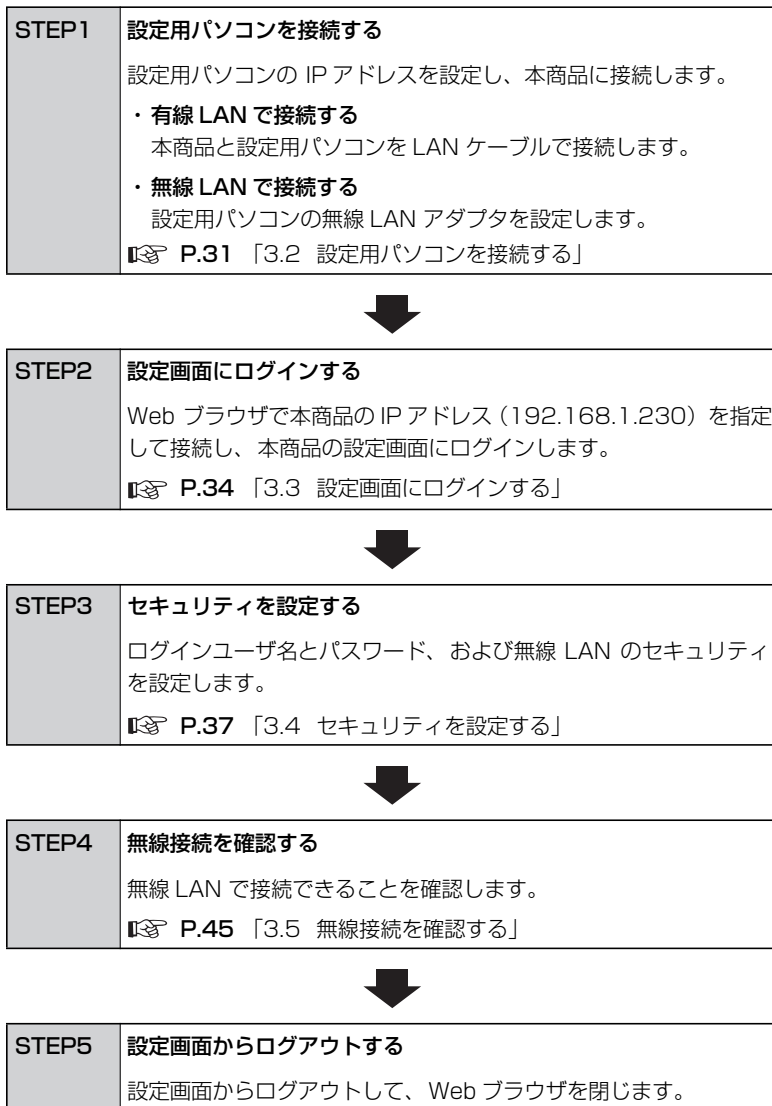 STEP1 設定用パソコンを接続する
設定用パソコンの IP アドレスを設定し、本商品に接続します。
・有線 LAN で接続する
本商品と設定用パソコンを LAN ケーブルで接続します。
・無線 LAN で接続する
設定用パソコンの無線 LAN アダプタを設定します。
☞ P.31 「3.2 設定用パソコンを接続する」
STEP2 設定画面にログインする
Web ブラウザで本商品の IP アドレス（192.168.1.230）を指定
して接続し、本商品の設定画面にログインします。
☞ P.34 「3.3 設定画面にログインする」
STEP3 セキュリティを設定する
ログインユーザ名とパスワード、および無線 LAN のセキュリティ
を設定します。
☞ P.37 「3.4 セキュリティを設定する」
STEP4 無線接続を確認する
無線 LAN で接続できることを確認します。
☞ P.45 「3.5 無線接続を確認する」
STEP5 設定画面からログアウトする
設定画面からログアウトして、Web ブラウザを閉じます。